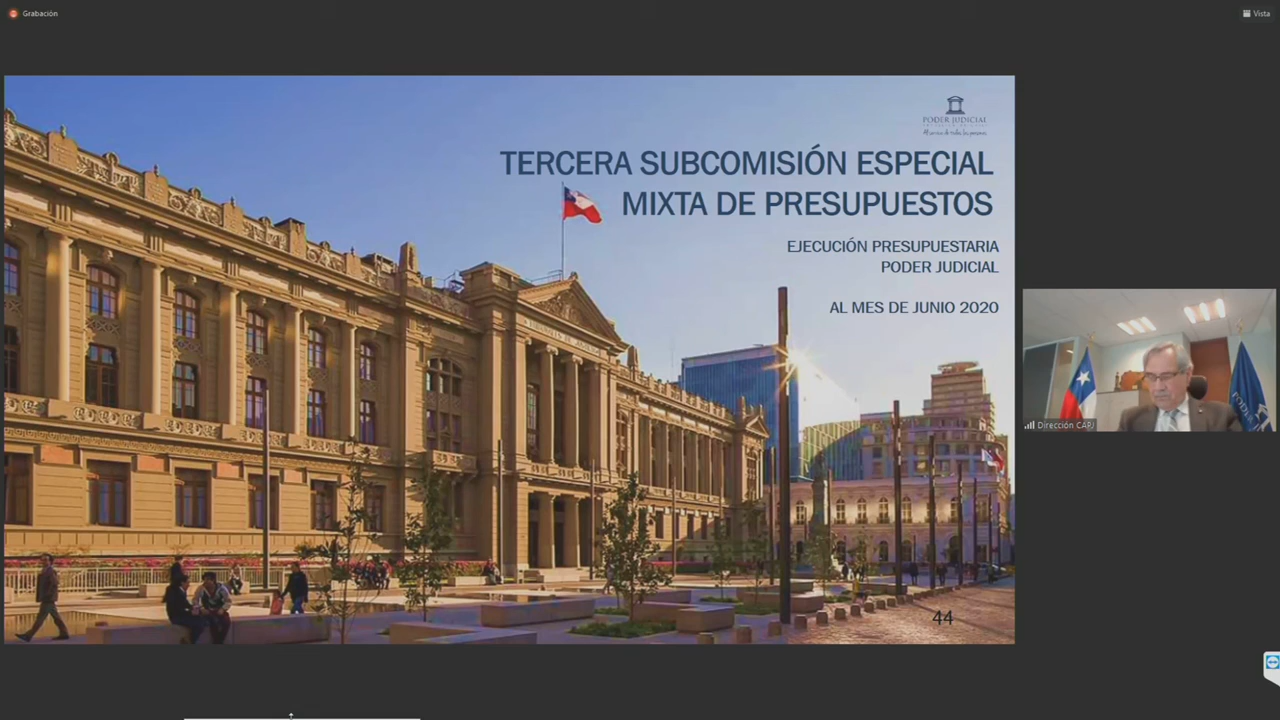 Grabación
Vista
PODER JUDICIAL
TERCERA SUBCOMISIÓN ESPECIAL
MIXTA DE PRESUPUESTOS
EJECUCIÓN PRESUPUESTARIA
PODER JUDICIAL
AL MES DE JUNIO 2020
Dirección CAPJ
44